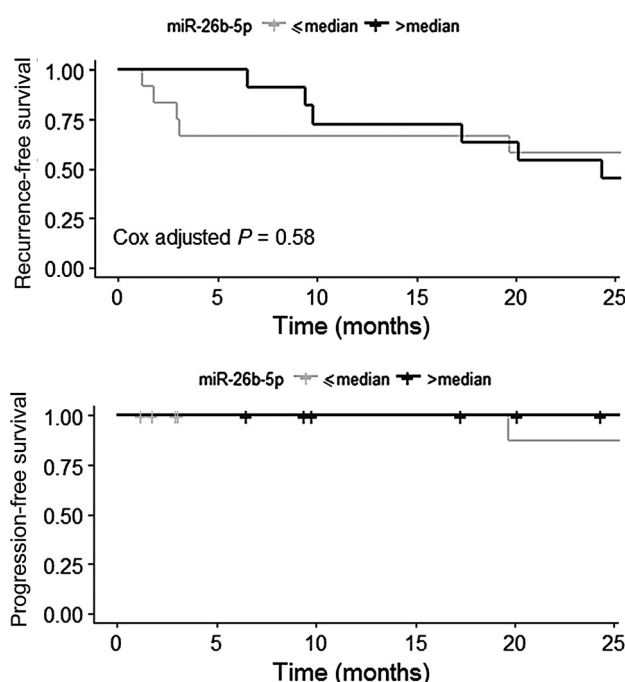 miR-26b-5p ⩽median >median
Recurrence-free survival
1.00
0.75
0.50
0.25
0.00
Cox adjusted P = 0.58
0 5 10 15 20 25
Time (months)
miR-26b-5p ⩽median >median
Progression-free survival
1.00
0.75
0.50
0.25
0.00
0 5 10 15 20 25
Time (months)